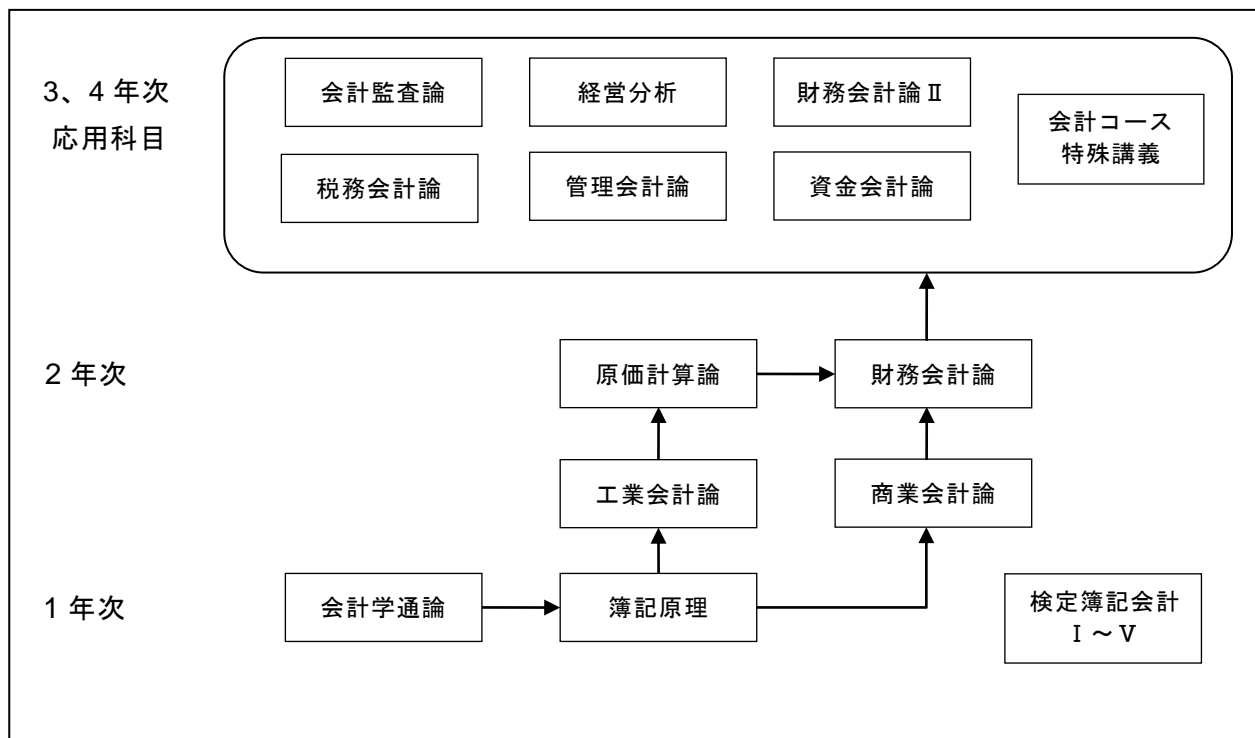 3、4 年次
応用科目
会計監査論
経営分析
財務会計論Ⅱ
会計コース
特殊講義
税務会計論
管理会計論
資金会計論
2 年次
原価計算論
財務会計論
工業会計論
商業会計論
1 年次
会計学通論
簿記原理
検定簿記会計
Ⅰ～Ⅴ